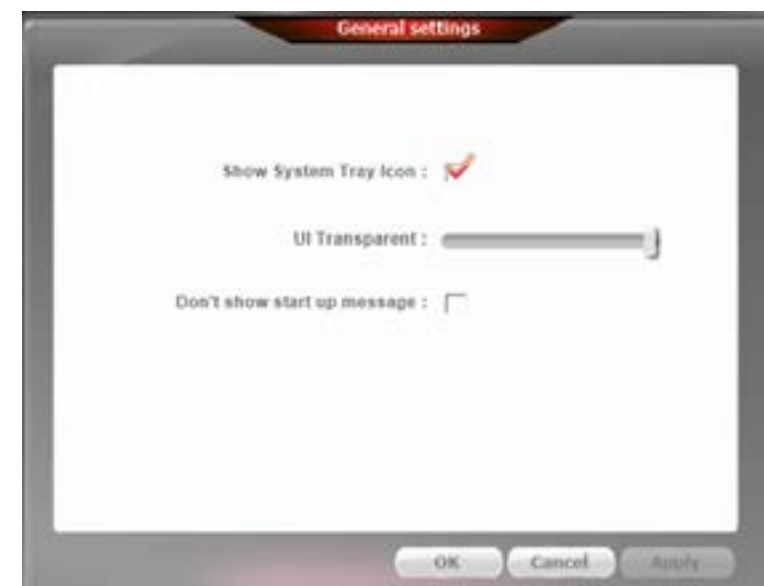 General settings
Show System Tray Icon :
UI Transparent :
Don't show start up message :
OK Cancel Apply